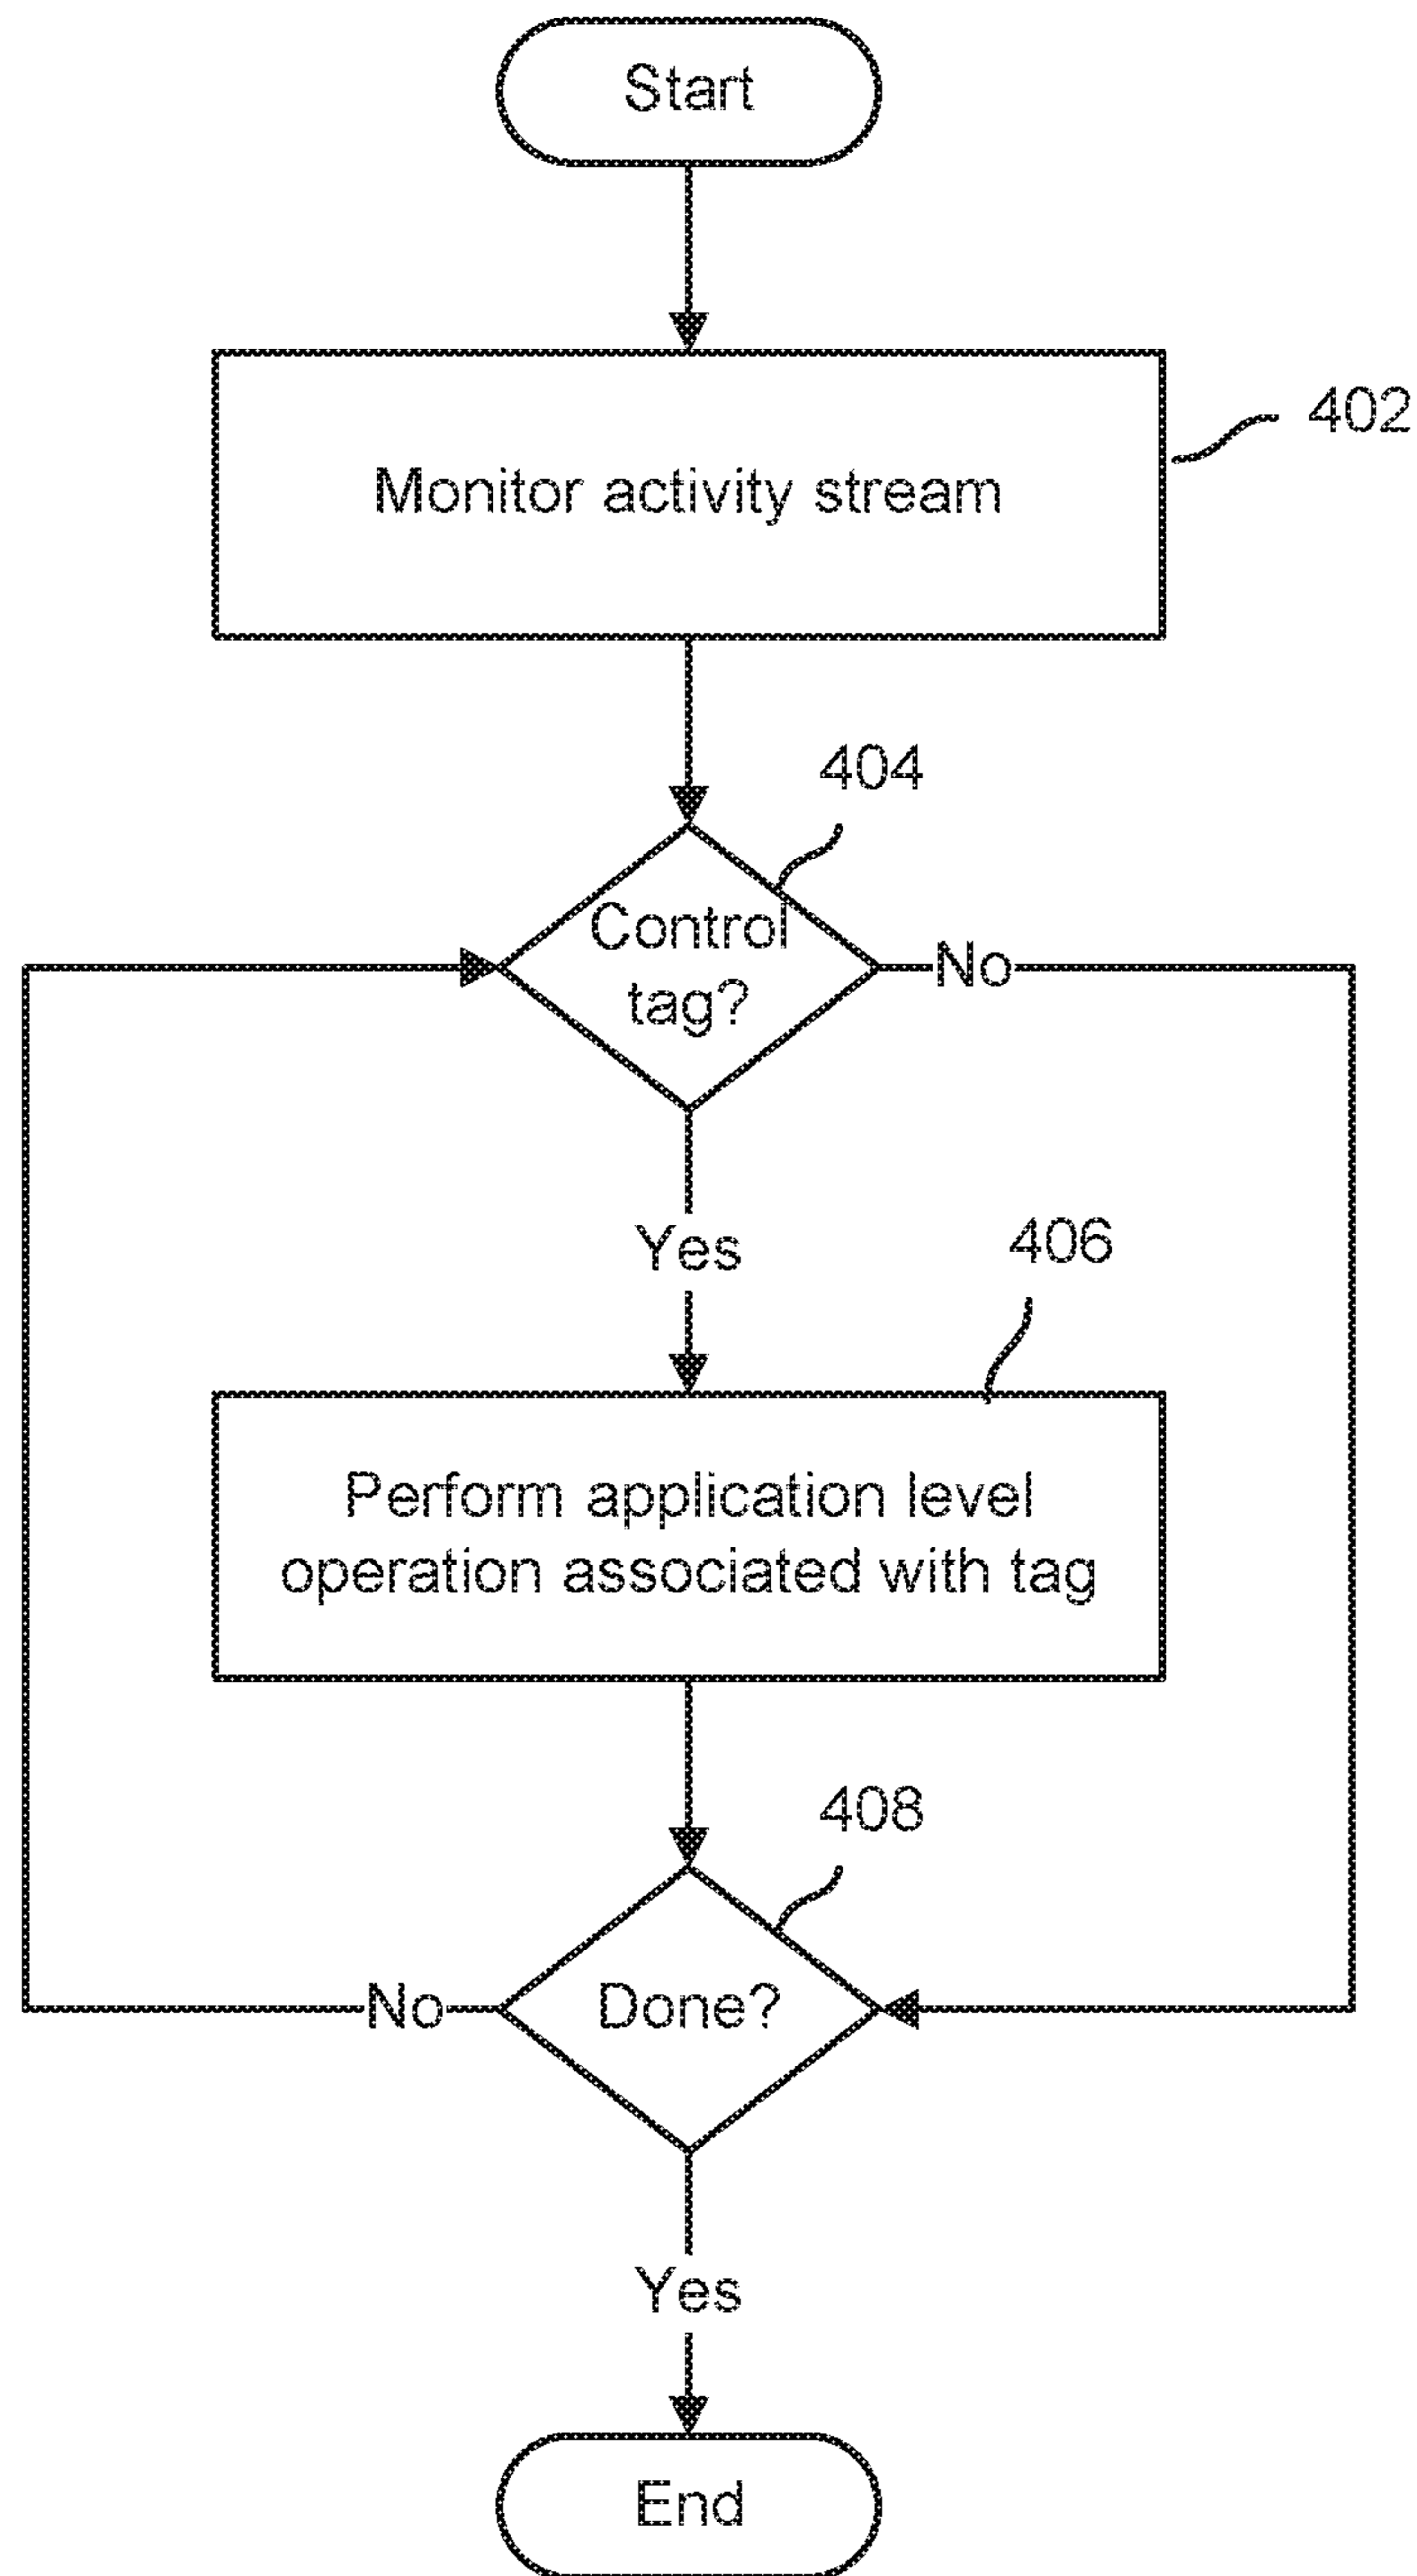 Start
Monitor activity stream
402
404
Control
tag?
No
Yes
406
Perform application level
operation associated with tag
408
No
Done?
Yes
End